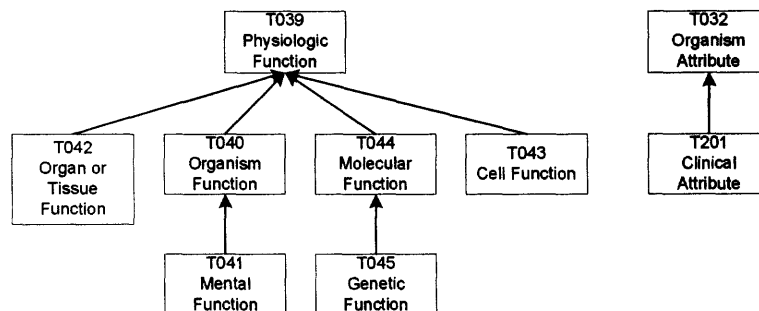 T039
Physiologic
Function
T032
Organism
Attribute
T042
Organ or
Tissue
Function
T040
Organism
Function
T044
Molecular
Function
T043
Cell Function
T201
Clinical
Attribute
T041
Mental
Function
T045
Genetic
Function